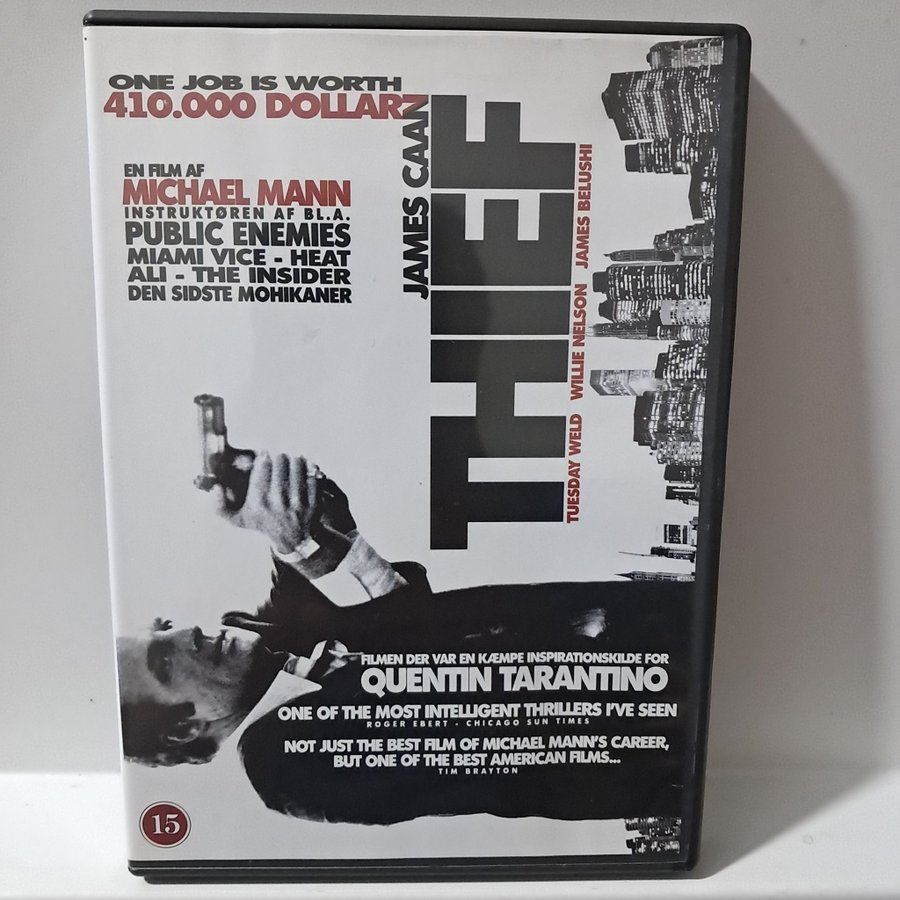 ONE JOB IS WORTH
410.000 DOLLARZ
EN FILM AF
MICHAEL MANN
INSTRUKTØREN AF BL.A.
PUBLIC ENEMIES
MIAMI VICE - HEAT
ALI - THE INSIDER
DEN SIDSTE MOHIKANER
JAMES CAAN
THIEF
TUESDAY WELD WILLIE NELSON JAMES BELUSHI
FILMEN DER VAR EN KÆMPE INSPIRATIONSKILDE FOR
QUENTIN TARANTINO
ONE OF THE MOST INTELLIGENT THRILLERS I'VE SEEN
ROGER EBERT - CHICAGO SUN TIMES
NOT JUST THE BEST FILM OF MICHAEL MANN'S CAREER,
BUT ONE OF THE BEST AMERICAN FILMS...
TIM BRAYTON
15